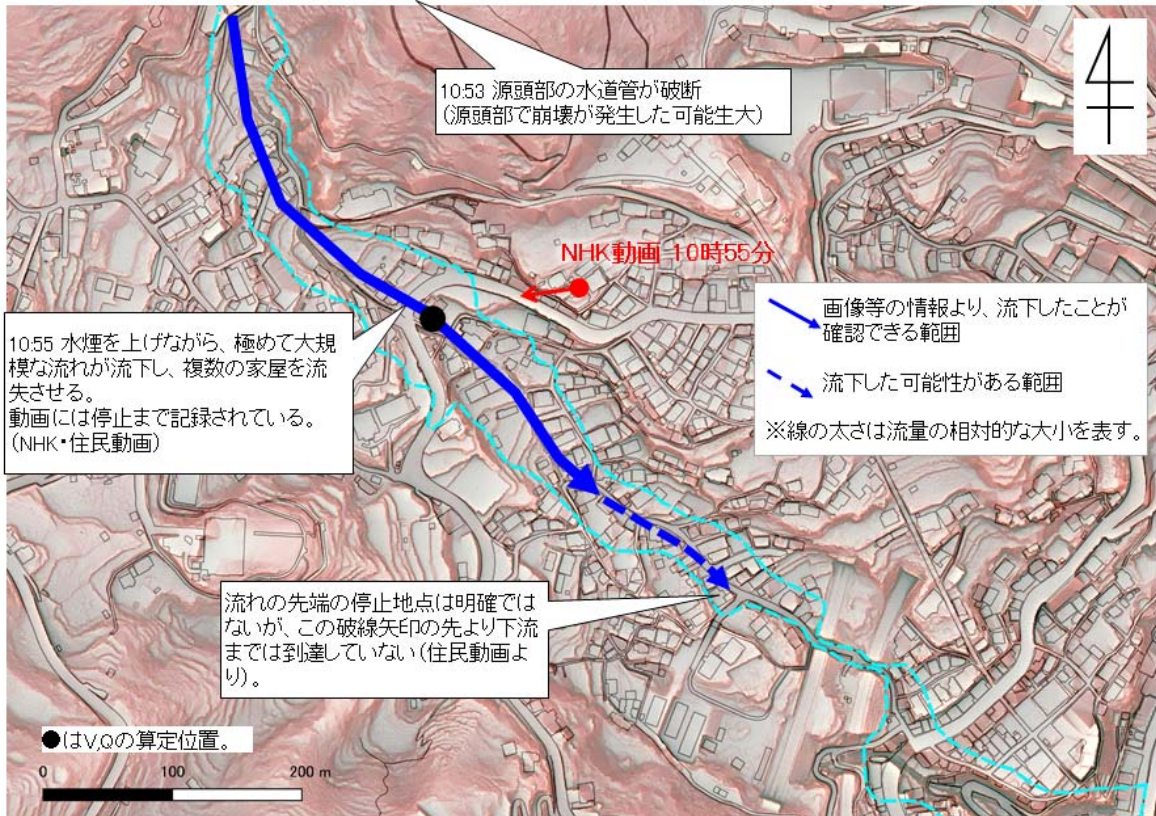 10:53 源頭部の水道管が破断
(源頭部で崩壊が発生した可能生大)
NHK動画 10時55分
10:55 水煙を上げながら、極めて大規
模な流れが流下し、複数の家屋を流
失させる。
動画には停止まで記録されている。
(NHK・住民動画)
画像等の情報より、流下したことが
確認できる範囲
流下した可能性がある範囲
※線の太さは流量の相対的な大小を表す。
流れの先端の停止地点は明確では
ないが、この破線矢印の先より下流
までは到達していない(住民動画よ
り)。
●はV,Qの算定位置。
0 100 200 m